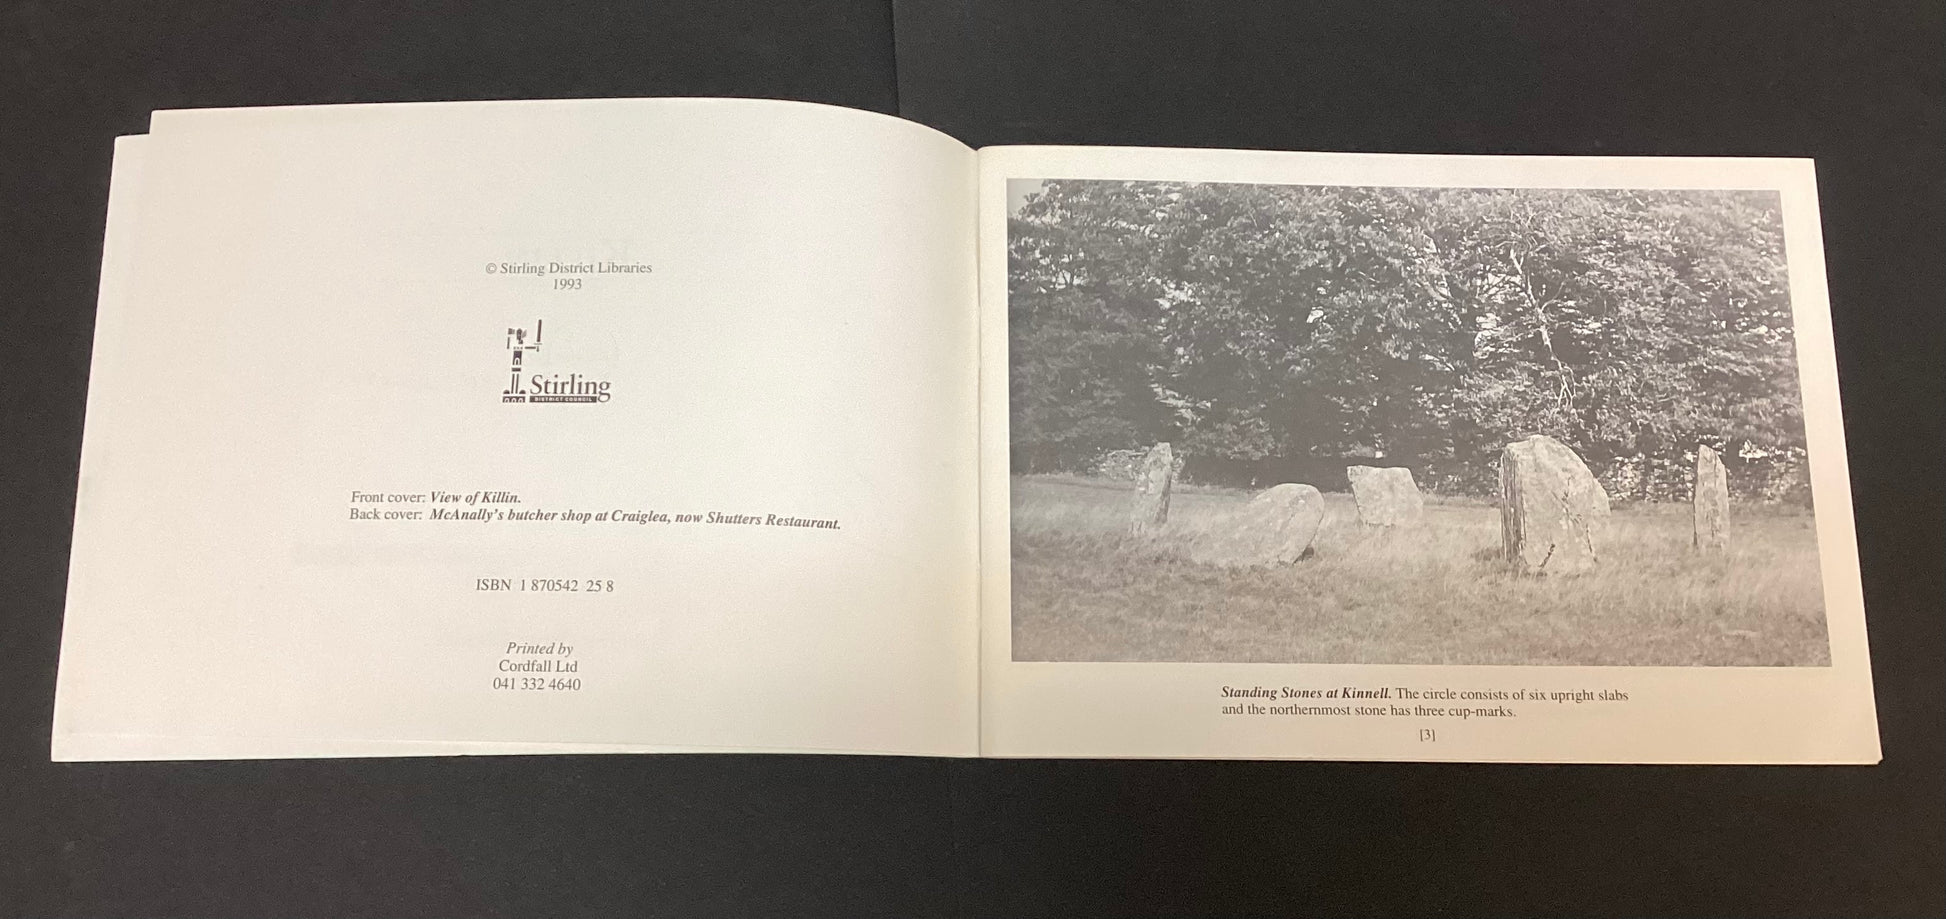 © Stirling District Libraries
1993
Stirling
DISTRICT COUNCIL
Front cover: View of Killin.
Back cover: McAnally's butcher shop at Craiglea, now Shutters Restaurant.
ISBN 1 870542 25 8
Printed by
Cordfall Ltd
041 332 4640
Standing Stones at Kinnell. The circle consists of six upright slabs
and the northernmost stone has three cup-marks.
[3]